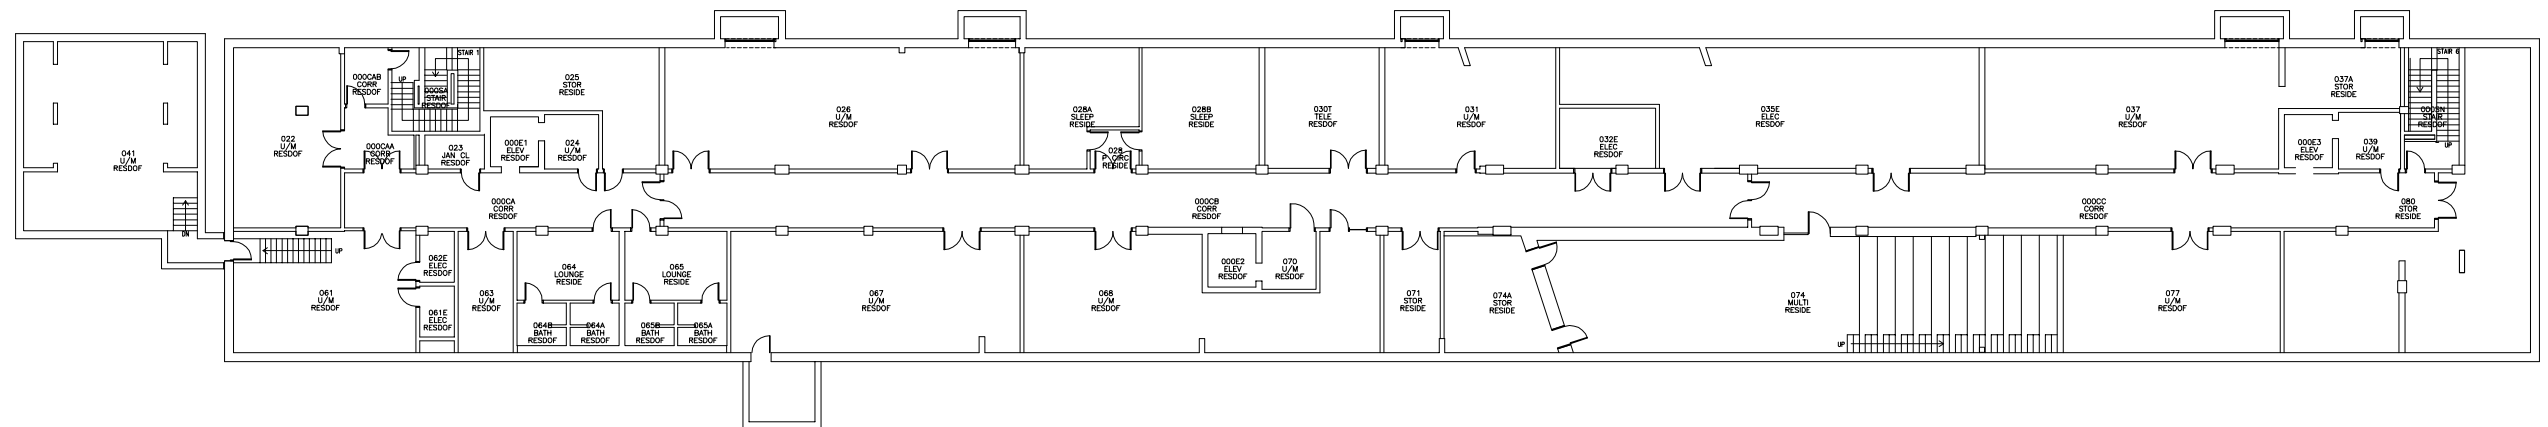 041
U/M
RESDOF
DN
022
U/M
RESDOF
000CAB
CORR
RESDOF
000CAA
CORR
RESDOF
UP
STAIR 1
000SA
STAIR
RESDOF
023
JAN CL
RESDOF
000E1
ELEV
RESDOF
024
U/M
RESDOF
025
STOR
RESIDE
026
U/M
RESDOF
028A
SLEEP
RESIDE
028
P CIRC
RESIDE
028B
SLEEP
RESIDE
030T
TELE
RESDOF
031
U/M
RESDOF
032E
ELEC
RESDOF
035E
ELEC
RESDOF
037
U/M
RESDOF
037A
STOR
RESIDE
000E3
ELEV
RESDOF
039
U/M
RESDOF
STAIR 6
000SN
STAIR
RESDOF
UP
000CA
CORR
RESDOF
000CB
CORR
RESDOF
000CC
CORR
RESDOF
080
STOR
RESIDE
UP
061
U/M
RESDOF
062E
ELEC
RESDOF
061E
ELEC
RESDOF
063
U/M
RESDOF
064
LOUNGE
RESIDE
064B
BATH
RESDOF
064A
BATH
RESDOF
065
LOUNGE
RESIDE
065B
BATH
RESDOF
065A
BATH
RESDOF
067
U/M
RESDOF
068
U/M
RESDOF
000E2
ELEV
RESDOF
070
U/M
RESDOF
071
STOR
RESIDE
074A
STOR
RESIDE
074
MULTI
RESIDE
UP
077
U/M
RESDOF